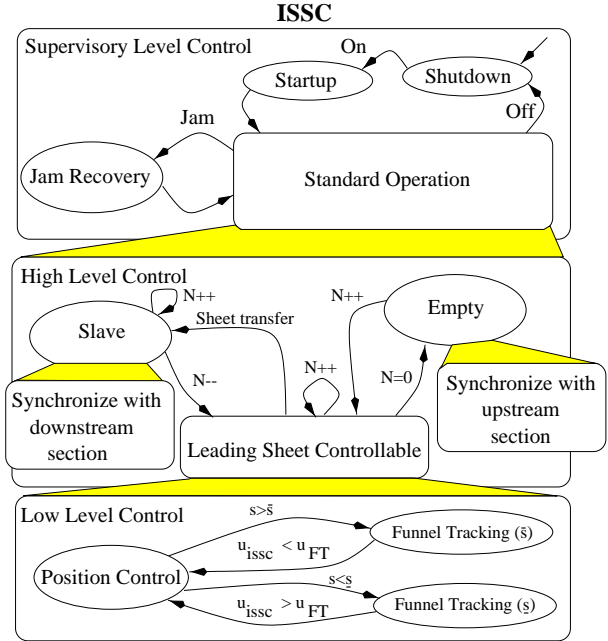 ISSC
Supervisory Level Control
On
Startup
Shutdown
Off
Jam
Jam Recovery
Standard Operation
High Level Control
N++
N++
Empty
Slave
Sheet transfer
N++
N--
N=0
Synchronize with
downstream
section
Synchronize with
upstream
section
Leading Sheet Controllable
Low Level Control
s>s̄
Funnel Tracking (s̄)
u_issc < u_FT
Position Control
s<s̲
u_issc > u_FT
Funnel Tracking (s̲)